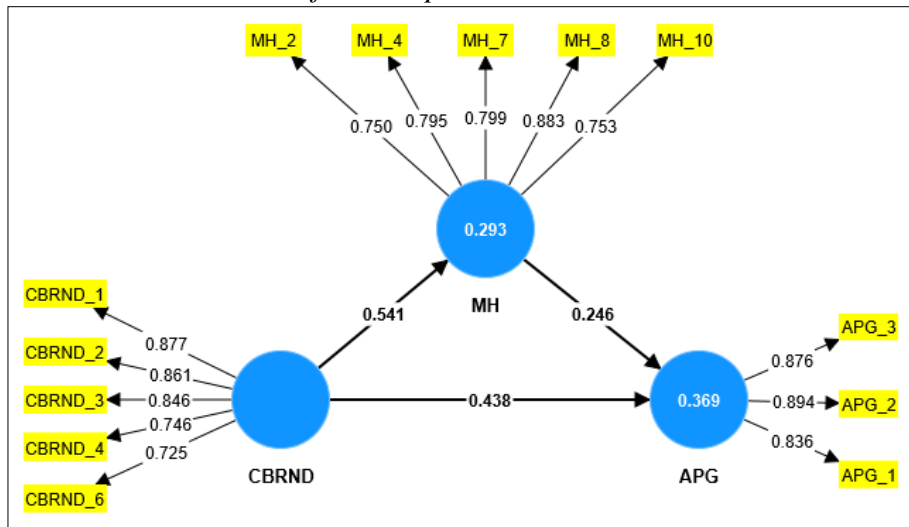 MH_2 MH_4 MH_7 MH_8 MH_10
0.750 0.795 0.799 0.883 0.753
0.293
MH
0.541 0.246
CBRND_1
CBRND_2
CBRND_3
CBRND_4
CBRND_6
0.877
0.861
0.846
0.746
0.725
CBRND
0.438
0.369
APG
0.876
0.894
0.836
APG_3
APG_2
APG_1